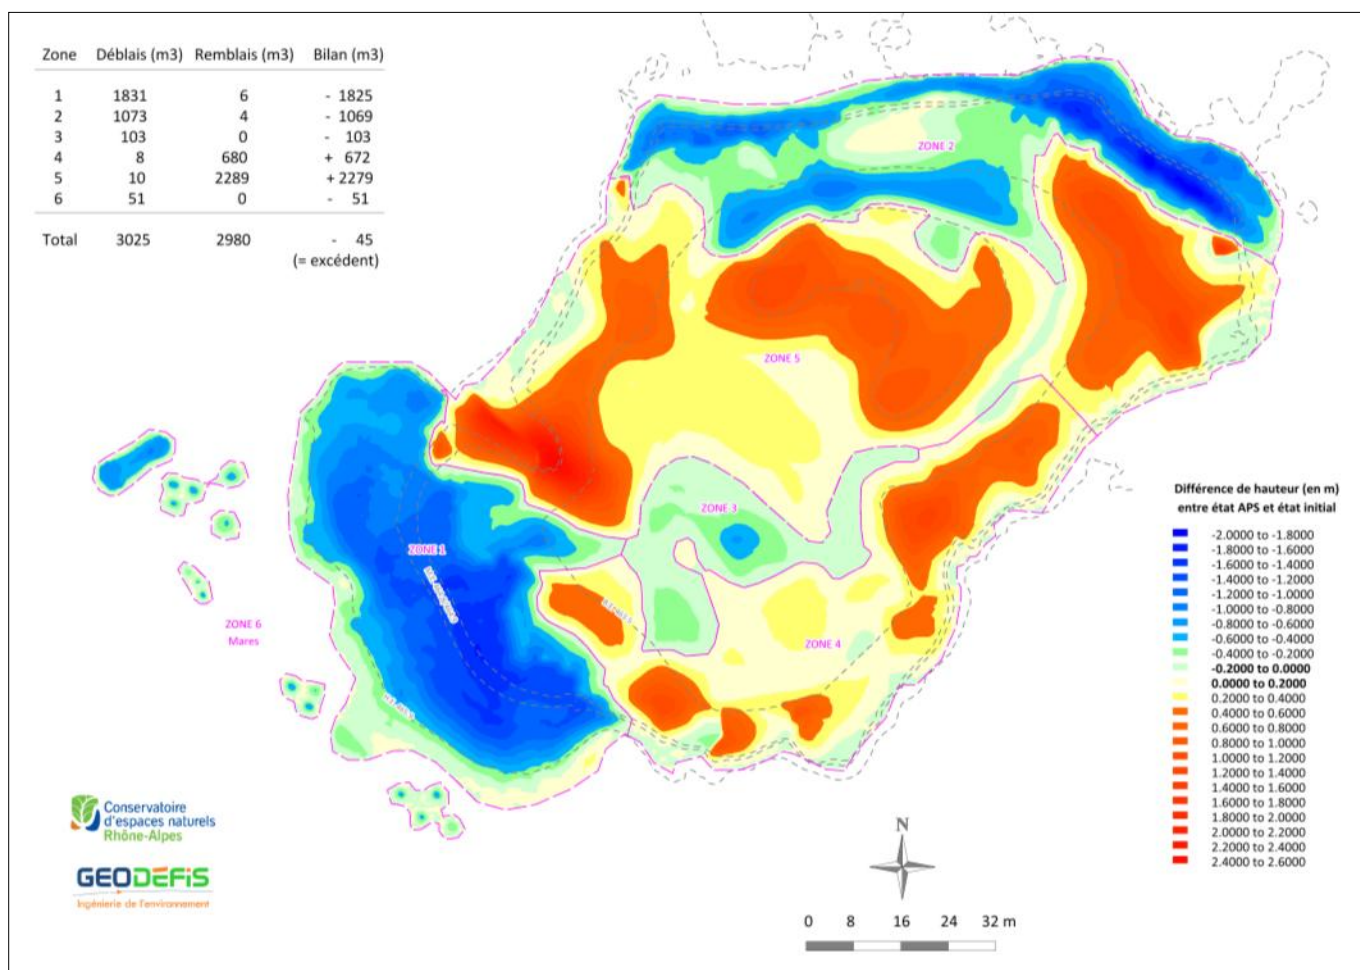 Zone Déblais (m3) Remblais (m3) Bilan (m3)
1 1831 6 - 1825
2 1073 4 - 1069
3 103 0 - 103
4 8 680 + 672
5 10 2289 + 2279
6 51 0 - 51
Total 3025 2980 - 45
(= excédent)
ZONE 2
ZONE 5
ZONE 3
ZONE 1
ZONE 4
ZONE 6
Mares
Différence de hauteur (en m)
entre état APS et état initial
-2.0000 to -1.8000
-1.8000 to -1.6000
-1.6000 to -1.4000
-1.4000 to -1.2000
-1.2000 to -1.0000
-1.0000 to -0.8000
-0.8000 to -0.6000
-0.6000 to -0.4000
-0.4000 to -0.2000
-0.2000 to 0.0000
0.0000 to 0.2000
0.2000 to 0.4000
0.4000 to 0.6000
0.6000 to 0.8000
0.8000 to 1.0000
1.0000 to 1.2000
1.2000 to 1.4000
1.4000 to 1.6000
1.6000 to 1.8000
1.8000 to 2.0000
2.0000 to 2.2000
2.2000 to 2.4000
2.4000 to 2.6000
Conservatoire
d'espaces naturels
Rhône-Alpes
GEODEFIS
Ingénierie de l'environnement
N
0 8 16 24 32 m